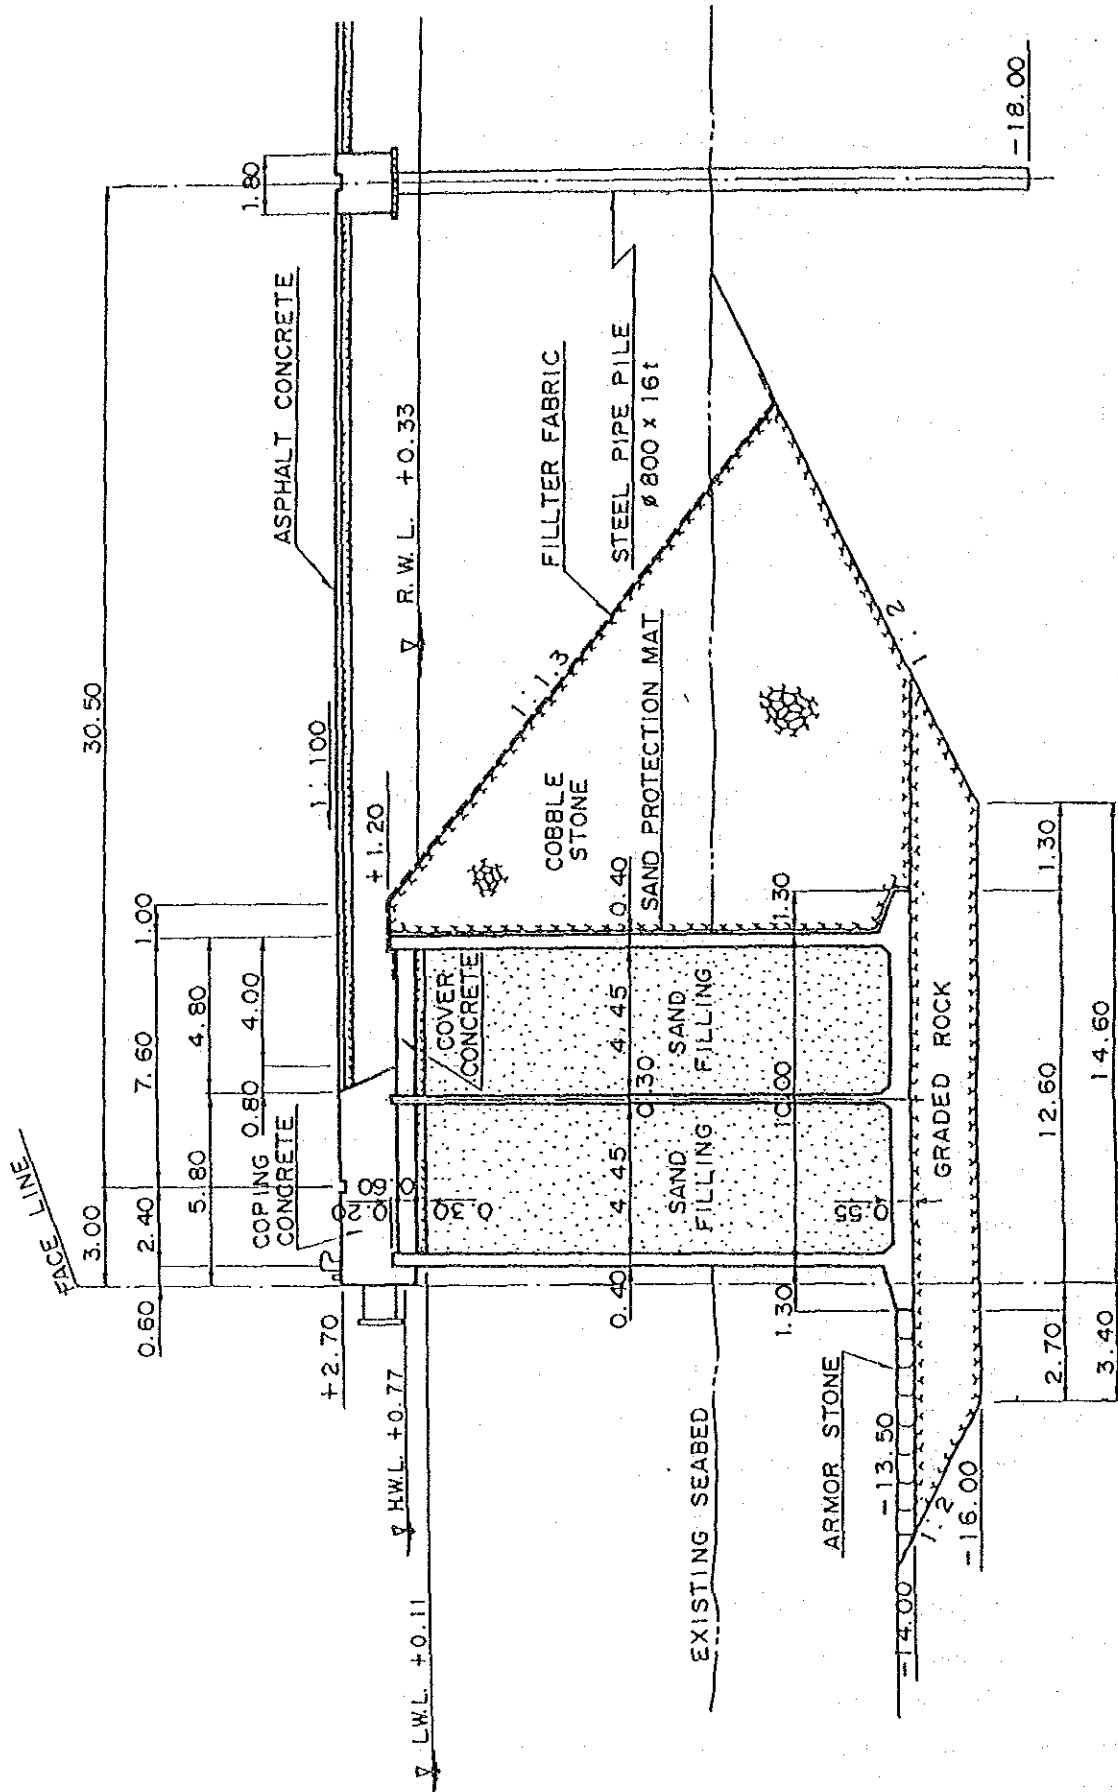 FACE LINE
3.00
30.50
0.60
2.40
7.60
1.00
5.80
4.80
0.80
4.00
1.80
COPING
CONCRETE
1 : 100
ASPHALT CONCRETE
+2.70
0.20
0.60
0.30
+1.20
R.W.L. +0.33
H.W.L. +0.77
L.W.L. +0.11
COVER
CONCRETE
1 : 1.3
FILLTER FABRIC
COBBLE
STONE
STEEL PIPE PILE
ø800 x 16t
0.40
4.45
0.30
4.45
0.40
SAND PROTECTION MAT
SAND
FILLING
SAND
FILLING
EXISTING SEABED
1.30
10.00
1.30
ARMOR STONE
0.55
-13.50
-14.00
1 : 2
1 : 2
GRADED ROCK
-16.00
-18.00
2.70
12.60
1.30
3.40
14.60